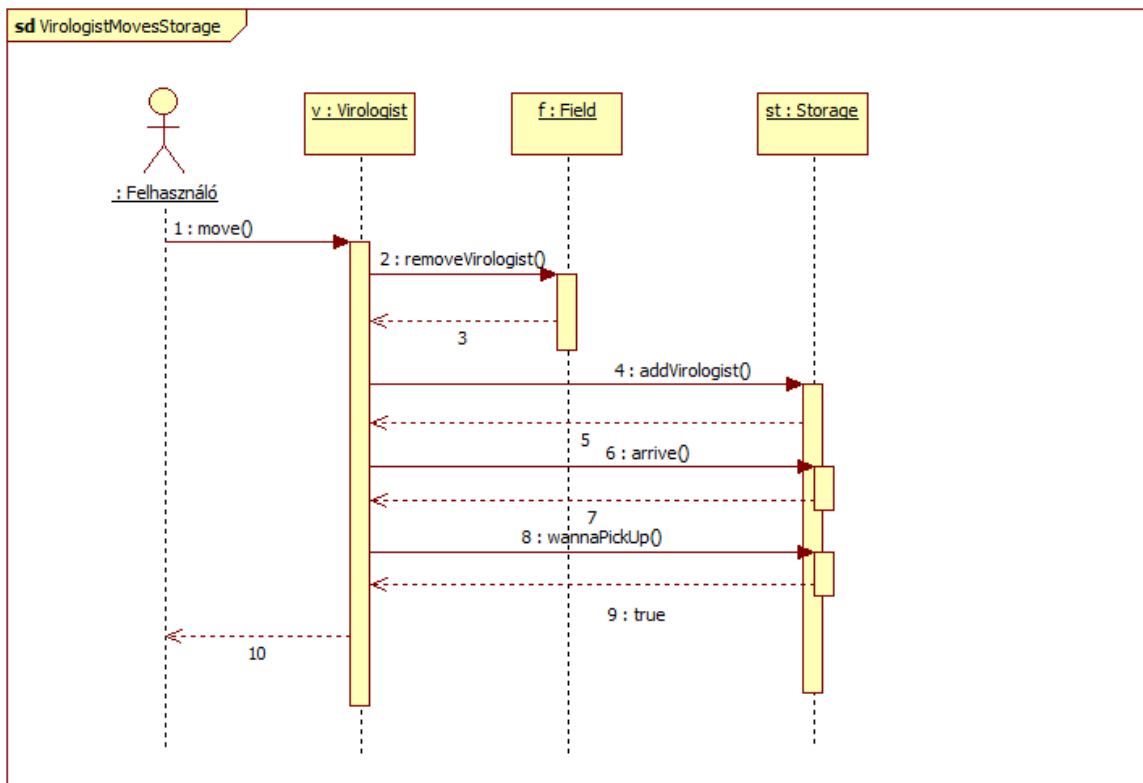 sd VirologistMovesStorage
v : Virologist
f : Field
st : Storage
: Felhasználó
1 : move()
2 : removeVirologist()
3
4 : addVirologist()
5
6 : arrive()
7
8 : wannaPickUp()
9 : true
10